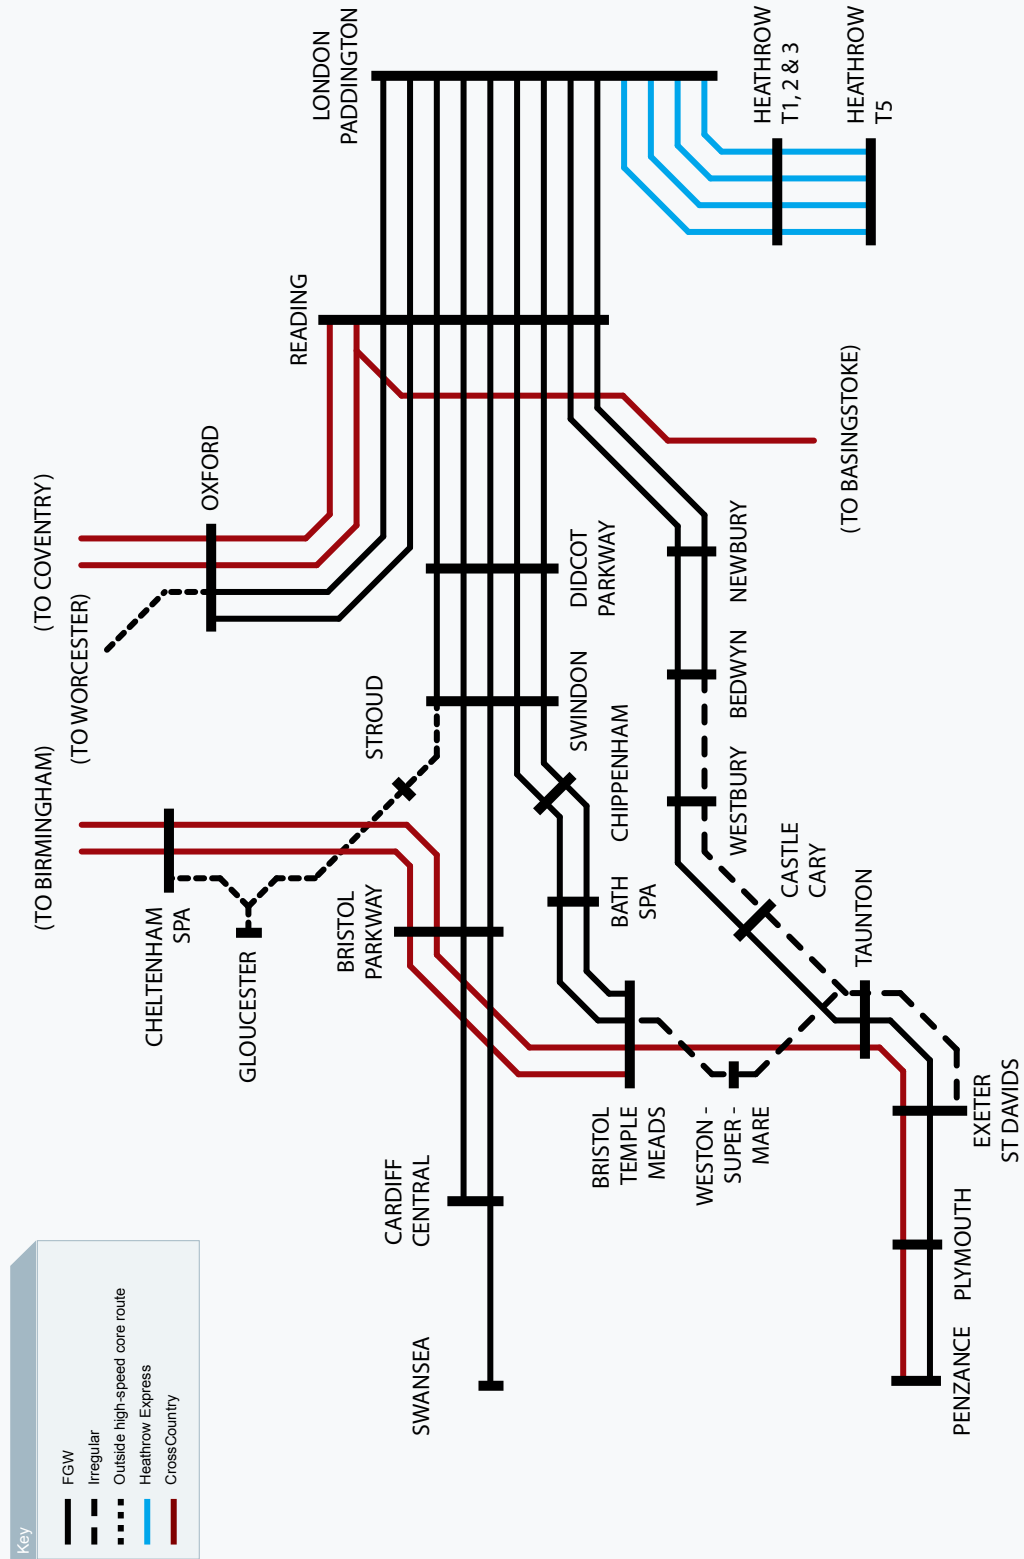 Key
FGW
Irregular
Outside high-speed core route
Heathrow Express
CrossCountry
SWANSEA
CARDIFF
CENTRAL
PENZANCE
PLYMOUTH
EXETER
ST DAVIDS
TAUNTON
CASTLE
CARY
WESTBURY
BEDWYN
NEWBURY
WESTON -
SUPER -
MARE
BRISTOL
TEMPLE
MEADS
BATH
SPA
CHIPPENHAM
SWINDON
DIDCOT
PARKWAY
BRISTOL
PARKWAY
GLOUCESTER
CHELTENHAM
SPA
(TO BIRMINGHAM)
STROUD
(TO WORCESTER)
(TO COVENTRY)
OXFORD
READING
(TO BASINGSTOKE)
LONDON
PADDINGTON
HEATHROW
T1, 2 & 3
HEATHROW
T5